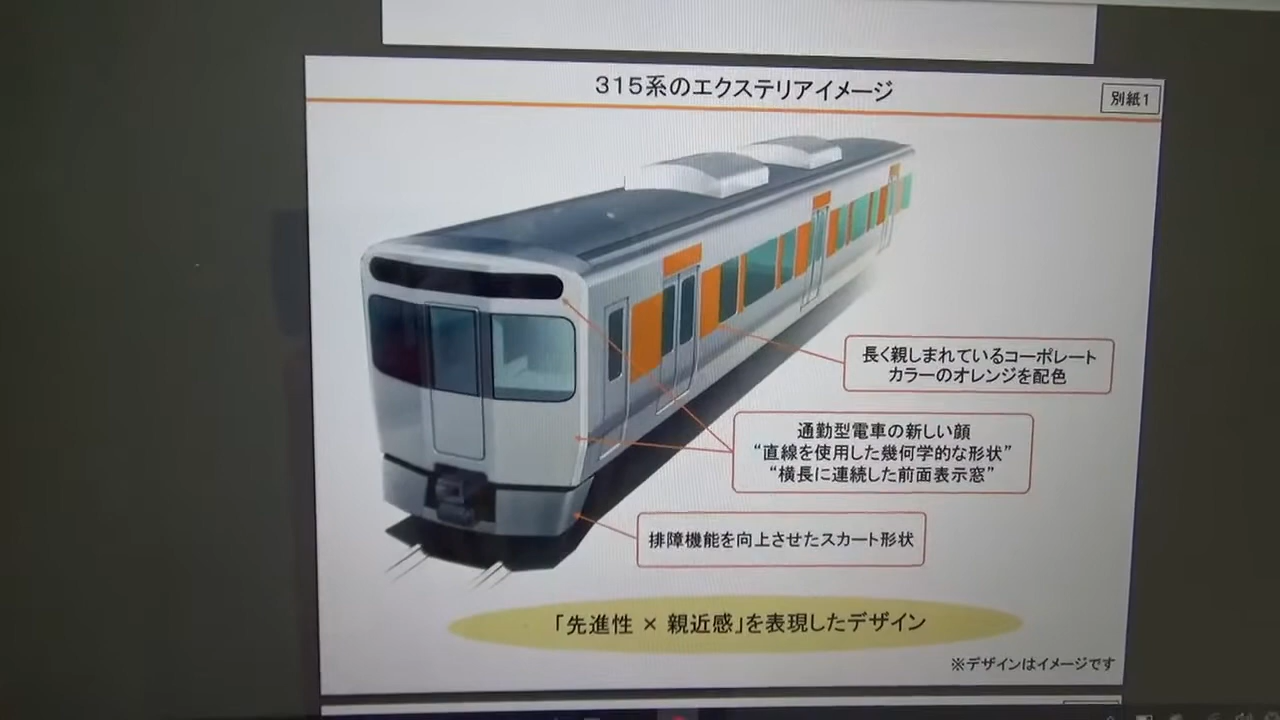 315系のエクステリアイメージ
別紙1
長く親しまれているコーポレート
カラーのオレンジを配色
通勤型電車の新しい顔
“直線を使用した幾何学的な形状”
“横長に連続した前面表示窓”
排障機能を向上させたスカート形状
「先進性 × 親近感」を表現したデザイン
※デザインはイメージです